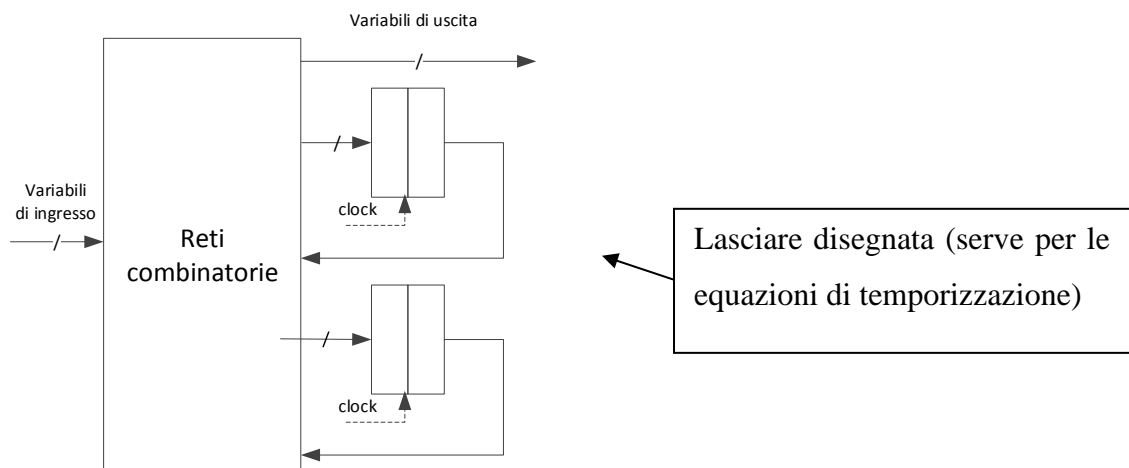 Variabili di uscita
Variabili
di ingresso
clock
Reti
combinatorie
clock
Lasciare disegnata (serve per le
equazioni di temporizzazione)